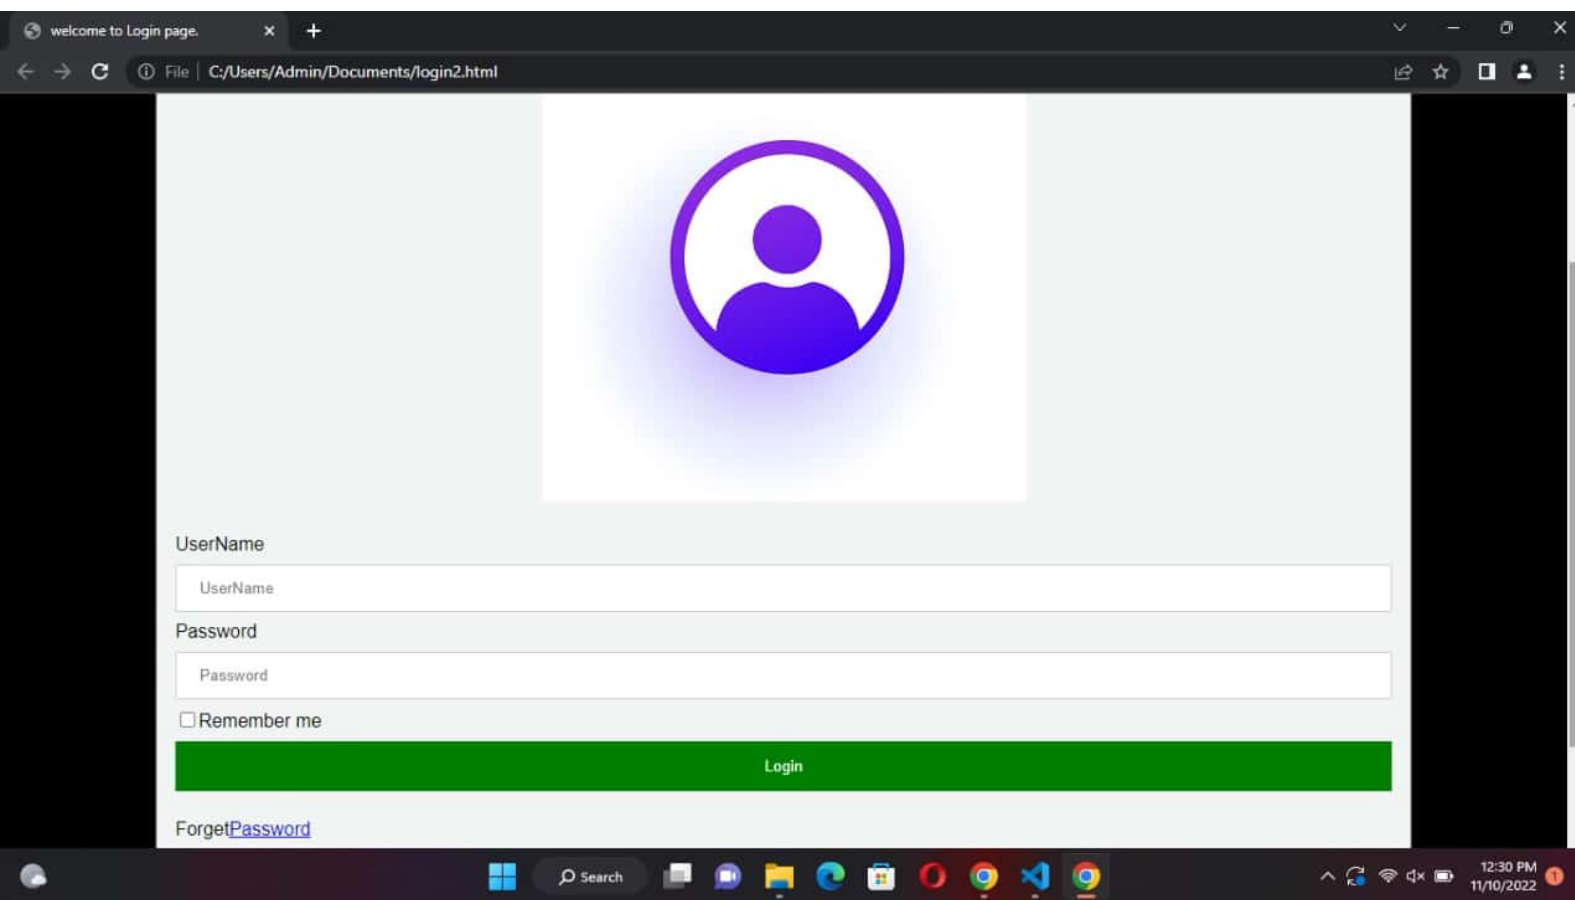 welcome to Login page.
File | C:/Users/Admin/Documents/login2.html
UserName
UserName
Password
Password
Remember me
Login
ForgetPassword
Search
12:30 PM
11/10/2022
1